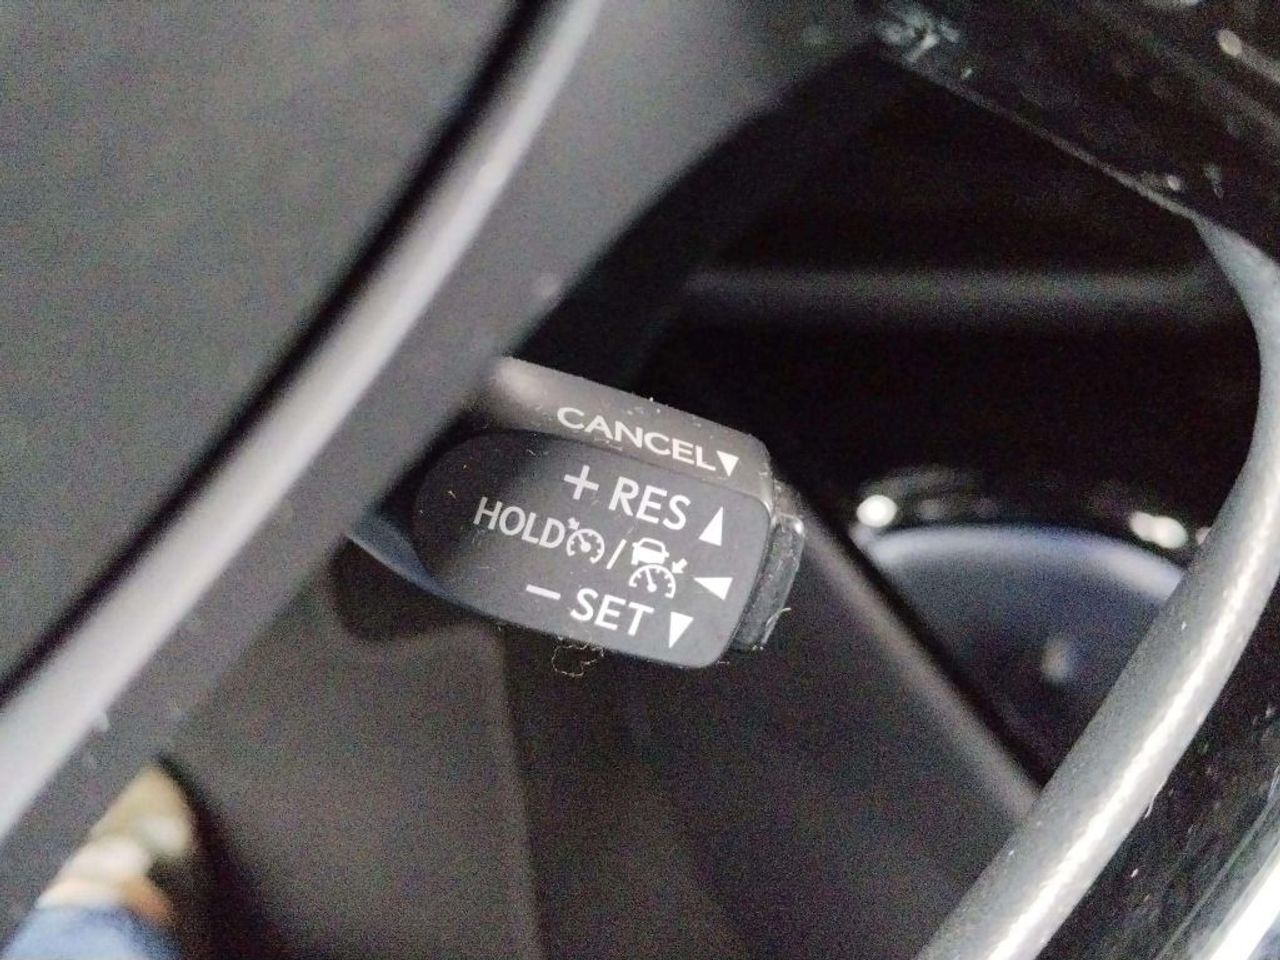 CANCEL▼
+ RES ▲
HOLD / ◀
- SET ▼